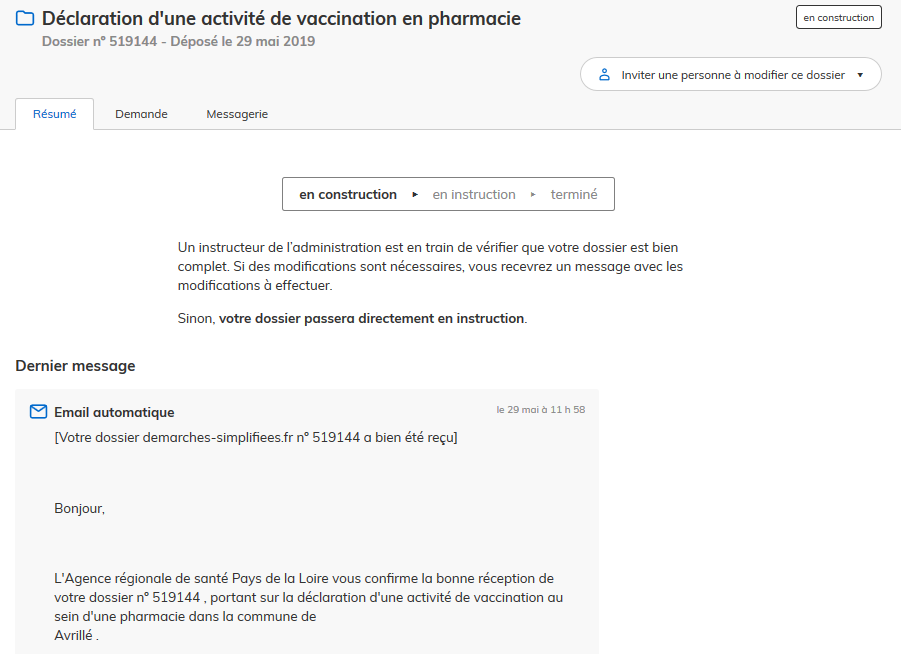 Déclaration d'une activité de vaccination en pharmacie
en construction
Dossier nº 519144 - Déposé le 29 mai 2019
Inviter une personne à modifier ce dossier
Résumé Demande Messagerie
en construction ▸ en instruction ▸ terminé
Un instructeur de l'administration est en train de vérifier que votre dossier est bien
complet. Si des modifications sont nécessaires, vous recevrez un message avec les
modifications à effectuer.
Sinon, votre dossier passera directement en instruction.
Dernier message
Email automatique le 29 mai à 11 h 58
[Votre dossier demarches-simplifiees.fr nº 519144 a bien été reçu]
Bonjour,
L'Agence régionale de santé Pays de la Loire vous confirme la bonne réception de
votre dossier nº 519144 , portant sur la déclaration d'une activité de vaccination au
sein d'une pharmacie dans la commune de
Avrillé .